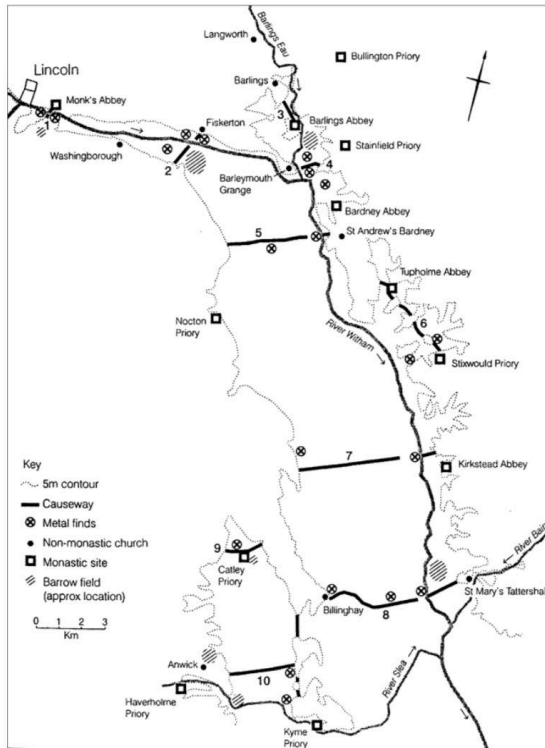 Langworth
Barlings Eau
Bullington Priory
Lincoln
Barlings
Monk's Abbey
3
Barlings Abbey
Fiskerton
1
Washingborough
2
Stainfield Priory
Barleymouth
Grange
4
Bardney Abbey
5
St Andrew's Bardney
Tupholme Abbey
Nocton
Priory
River Witham
6
Stixwould Priory
7
Kirkstead Abbey
Key
5m contour
Causeway
Metal finds
Non-monastic church
Monastic site
Barrow field
(approx location)
0 1 2 3
Km
9
Catley
Priory
River Bain
St Mary's Tattershall
Billinghay
8
Anwick
10
River Slea
Haverholme
Priory
Kyme
Priory